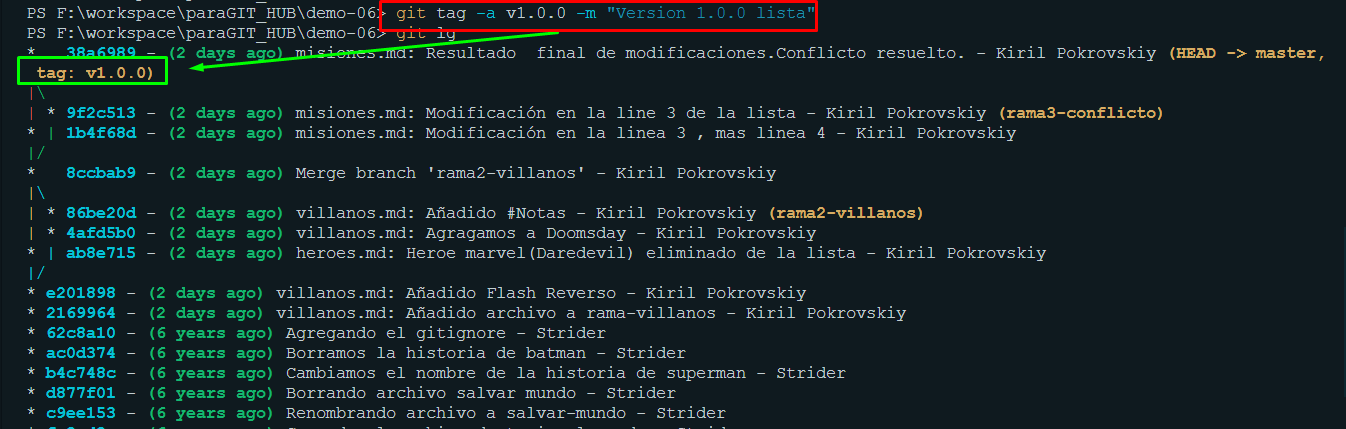 PS F:\workspace\paraGIT_HUB\demo-06> git tag -a v1.0.0 -m "Version 1.0.0 lista"
PS F:\workspace\paraGIT_HUB\demo-06> git lg
*   38a6989 - (2 days ago) misiones.md: Resultado  final de modificaciones.Conflicto resuelto. - Kiril Pokrovskiy (HEAD -> master,
tag: v1.0.0)
|\
| * 9f2c513 - (2 days ago) misiones.md: Modificación en la line 3 de la lista - Kiril Pokrovskiy (rama3-conflicto)
* | 1b4f68d - (2 days ago) misiones.md: Modificación en la linea 3 , mas linea 4 - Kiril Pokrovskiy
|/
*   8ccbab9 - (2 days ago) Merge branch 'rama2-villanos' - Kiril Pokrovskiy
|\
| * 86be20d - (2 days ago) villanos.md: Añadido #Notas - Kiril Pokrovskiy (rama2-villanos)
| * 4afd5b0 - (2 days ago) villanos.md: Agragamos a Doomsday - Kiril Pokrovskiy
* | ab8e715 - (2 days ago) heroes.md: Heroe marvel(Daredevil) eliminado de la lista - Kiril Pokrovskiy
|/
* e201898 - (2 days ago) villanos.md: Añadido Flash Reverso - Kiril Pokrovskiy
* 2169964 - (2 days ago) villanos.md: Añadido archivo a rama-villanos - Kiril Pokrovskiy
* 62c8a10 - (6 years ago) Agregando el gitignore - Strider
* ac0d374 - (6 years ago) Borramos la historia de batman - Strider
* b4c748c - (6 years ago) Cambiamos el nombre de la historia de superman - Strider
* d877f01 - (6 years ago) Borrando archivo salvar mundo - Strider
* c9ee153 - (6 years ago) Renombrando archivo a salvar-mundo - Strider